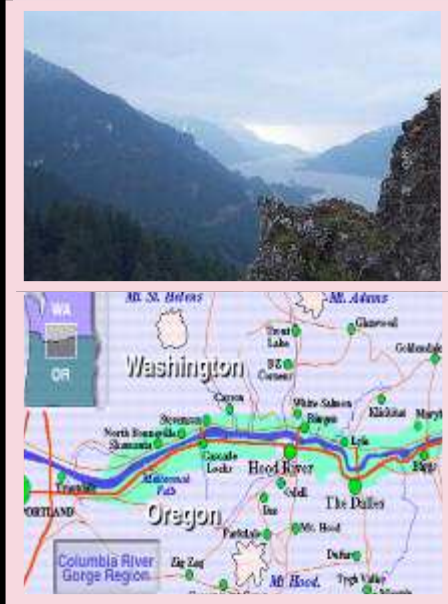 Mt. St. Helens
Mt. Adams
WA
OR
Trout
Lake
Glenwood
Goldendale
Washington
BZ
Corners
Carson
White Salmon
Klickitat
Stevenson
Bingen
North Bonneville
Skamania
Lyle
Cascade
Locks
Hood River
Biggs
Troutdale
Multnomah
Falls
Odell
The Dalles
PORTLAND
Oregon
Dee
Parkdale
Mt. Hood
Columbia River
Gorge Region
Zig Zag
Dufur
Mt Hood.
Tygh Valley